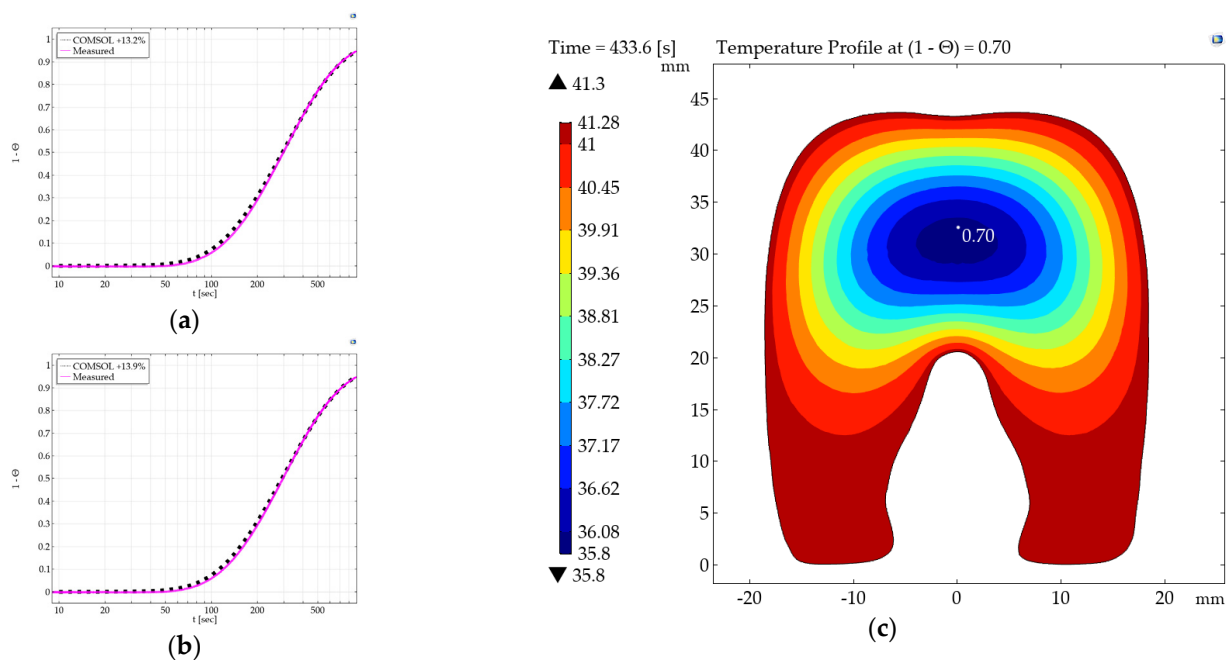 COMSOL +13.2%
Measured
1
0.9
0.8
0.7
0.6
0.5
0.4
0.3
0.2
0.1
0
1 - Θ
10 20 50 100 200 500
t [sec]
(a)
COMSOL +13.9%
Measured
1
0.9
0.8
0.7
0.6
0.5
0.4
0.3
0.2
0.1
0
1 - Θ
10 20 50 100 200 500
t [sec]
(b)
Time = 433.6 [s] Temperature Profile at (1 - Θ) = 0.70
mm
41.3
41.28
41
40.45
39.91
39.36
38.81
38.27
37.72
37.17
36.62
36.08
35.8
35.8
45
40
35
30
25
20
15
10
5
0
0.70
-20 -10 0 10 20 mm
(c)